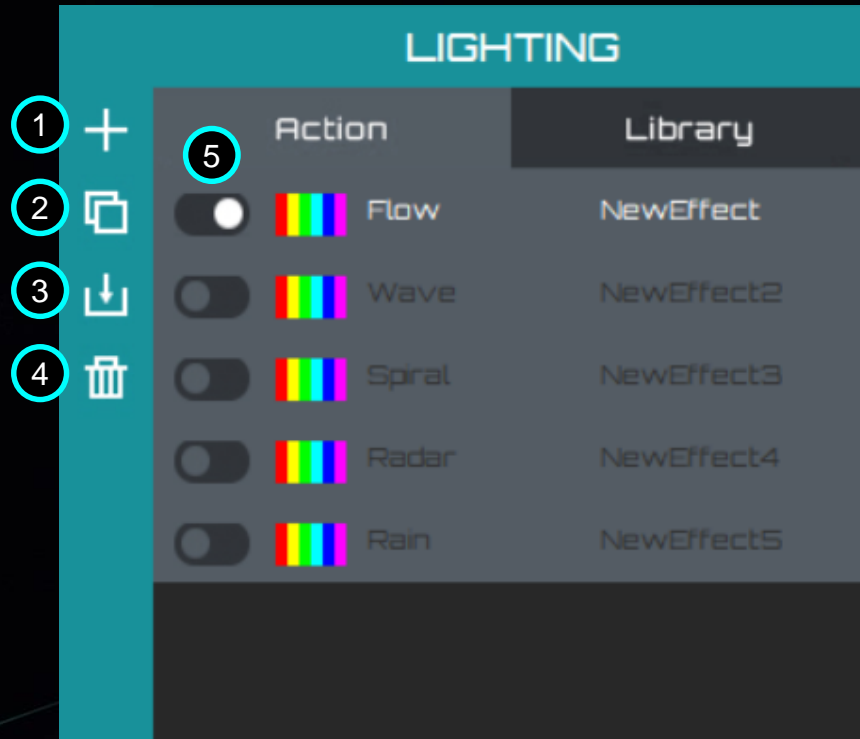 LIGHTING
1
Action Library
5
2
Flow NewEffect
3
Wave NewEffect2
4
Spiral NewEffect3
Radar NewEffect4
Rain NewEffect5